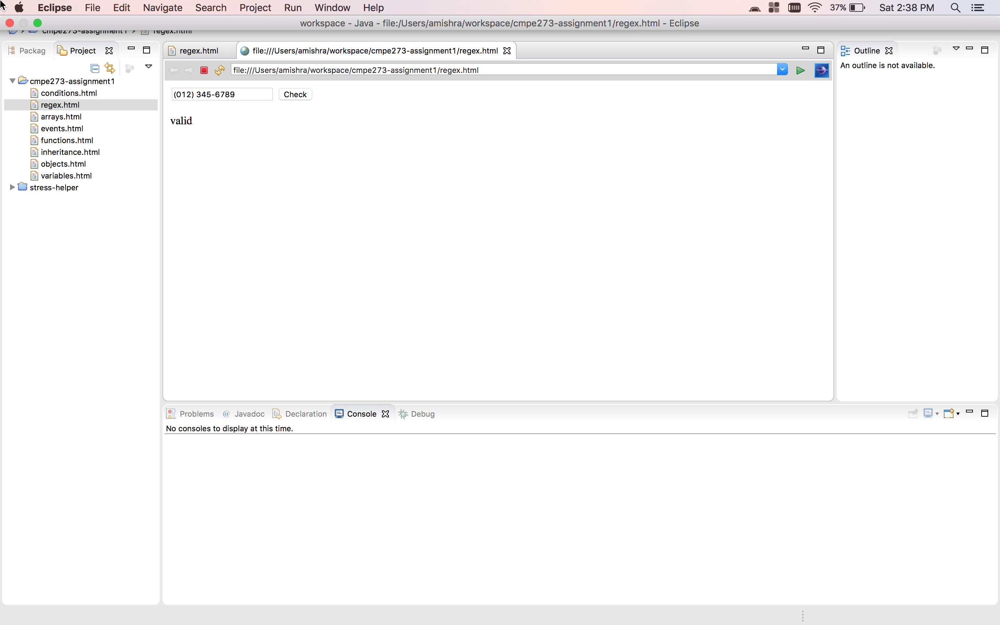 Eclipse File Edit Navigate Search Project Run Window Help 37% Sat 2:38 PM
workspace - Java - file:/Users/amishra/workspace/cmpe273-assignment1/regex.html - Eclipse
cmpe273-assignment1 regex.html
Packag Project
regex.html file:///Users/amishra/workspace/cmpe273-assignment1/regex.html
Outline
file:///Users/amishra/workspace/cmpe273-assignment1/regex.html
An outline is not available.
cmpe273-assignment1
conditions.html
regex.html
arrays.html
events.html
functions.html
inheritance.html
objects.html
variables.html
stress-helper
(012) 345-6789 Check
valid
Problems @ Javadoc Declaration Console Debug
No consoles to display at this time.